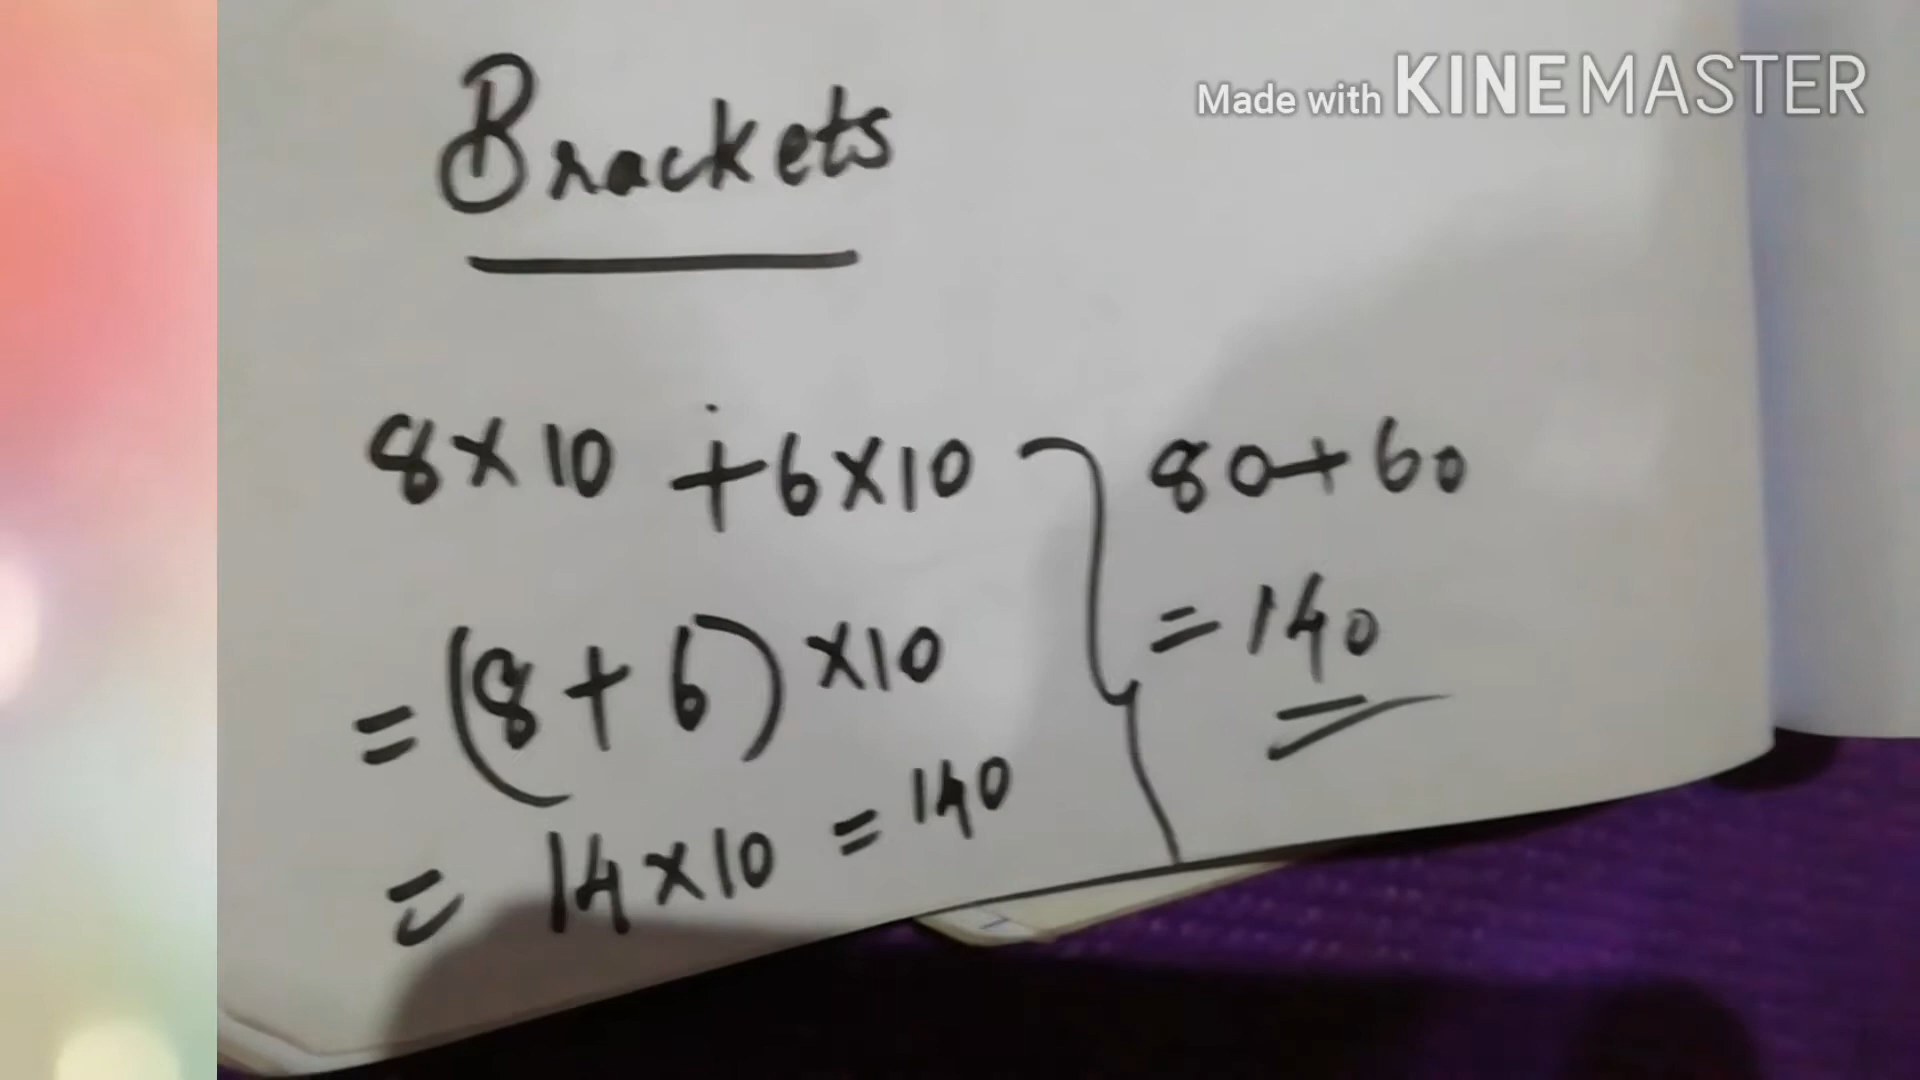 Made with KINEMASTER
Brackets
8×10 +6×10
=(8+6)×10
= 14×10 = 140
80+60
=140